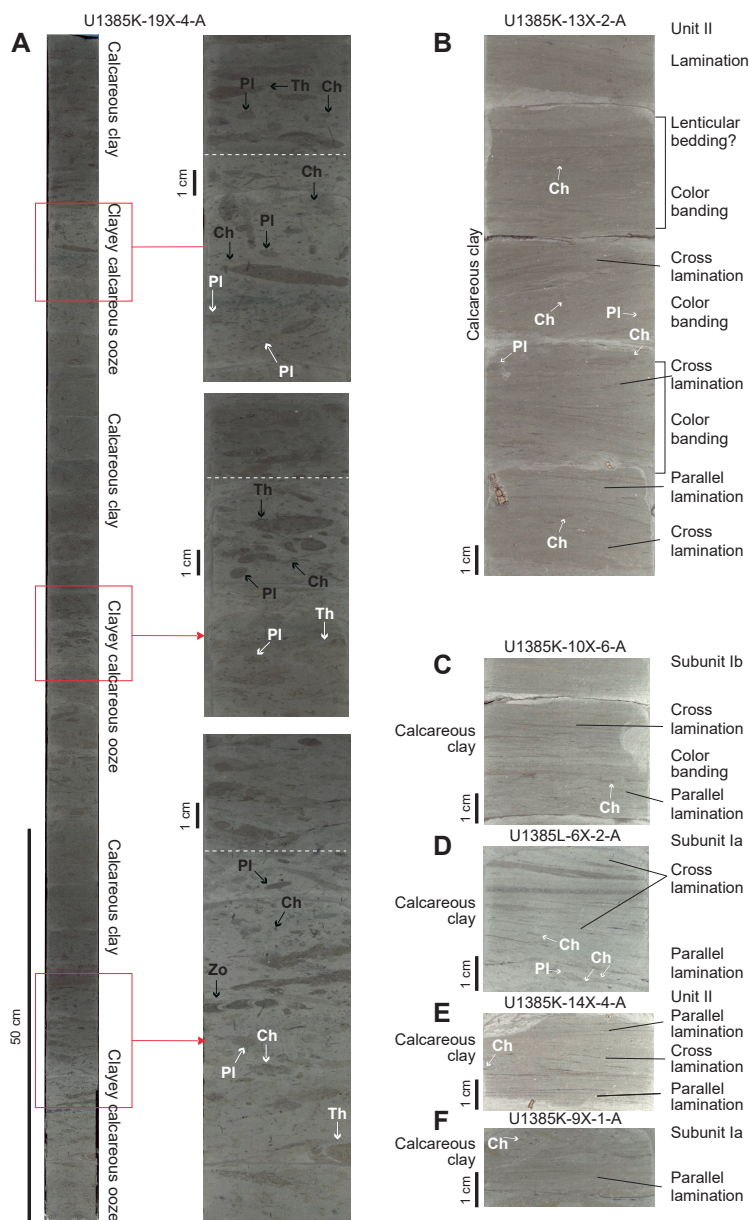 U1385K-19X-4-A
A
Calcareous clay
Clayey calcareous ooze
Calcareous clay
Clayey calcareous ooze
Calcareous clay
Clayey calcareous ooze
50 cm
Pl
Th
Ch
1 cm
Ch
Pl
Ch
Pl
Pl
1 cm
Th
Ch
Pl
Th
Pl
1 cm
Pl
Ch
Zo
Ch
Pl
Th
B
U1385K-13X-2-A
Unit II
Lamination
Lenticular
bedding?
Ch
Color
banding
Calcareous clay
Cross
lamination
Ch
Color
banding
Pl
Ch
Pl
Cross
lamination
Color
banding
Parallel
lamination
Ch
Cross
lamination
1 cm
C
U1385K-10X-6-A
Subunit Ib
Cross
lamination
Calcareous
clay
Color
banding
Ch
Parallel
lamination
1 cm
D
U1385L-6X-2-A
Subunit Ia
Cross
lamination
Calcareous
clay
Ch
Ch
Pl
Parallel
lamination
1 cm
E
U1385K-14X-4-A
Unit II
Parallel
lamination
Calcareous
clay
Ch
Cross
lamination
Parallel
lamination
1 cm
F
U1385K-9X-1-A
Subunit Ia
Calcareous
clay
Ch
Parallel
lamination
1 cm